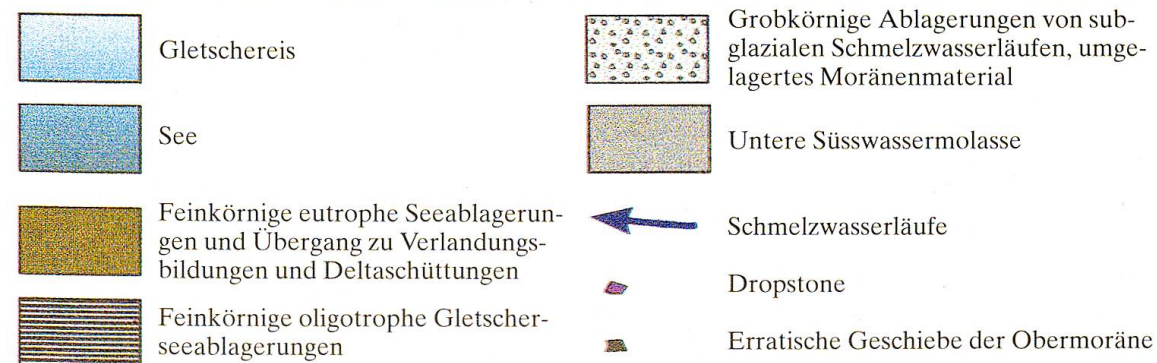 Gletschereis
See
Feinkörnige eutrophe Seeablagerun-
gen und Übergang zu Verlandungs-
bildungen und Deltaschüttungen
Feinkörnige oligotrophe Gletscher-
seeablagerungen
Grobkörnige Ablagerungen von sub-
glazialen Schmelzwasserläufen, umge-
lagertes Moränenmaterial
Untere Süsswassermolasse
Schmelzwasserläufe
Dropstone
Erratische Geschiebe der Obermoräne